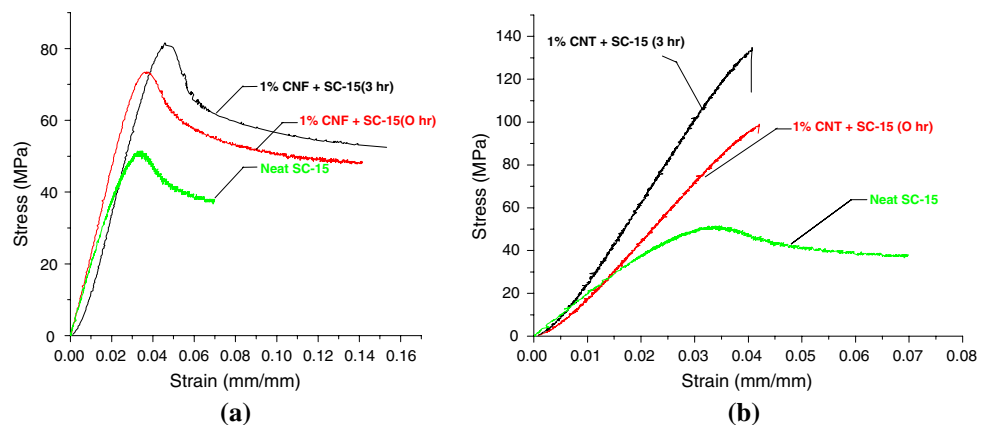 80
60
40
20
0
Stress (MPa)
1% CNF + SC-15(3 hr)
1% CNF + SC-15(O hr)
Neat SC-15
0.00 0.02 0.04 0.06 0.08 0.10 0.12 0.14 0.16
Strain (mm/mm)
(a)
140
120
100
80
60
40
20
0
Stress (MPa)
1% CNT + SC-15 (3 hr)
1% CNT + SC-15 (O hr)
Neat SC-15
0.00 0.01 0.02 0.03 0.04 0.05 0.06 0.07 0.08
Strain (mm/mm)
(b)